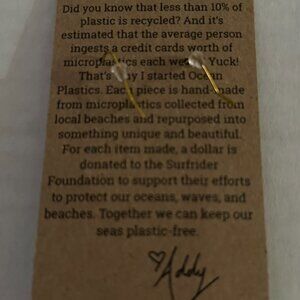 Did you know that less than 10% of
plastic is recycled? And it's
estimated that the average person
ingests a credit cards worth of
microplastics each week. Yuck!
That's why I started Ocean
Plastics. Each piece is hand-made
from microplastics collected from
local beaches and repurposed into
something unique and beautiful.
For each item made, a dollar is
donated to the Surfrider
Foundation to support their efforts
to protect our oceans, waves, and
beaches. Together we can keep our
seas plastic-free.
♡Addy